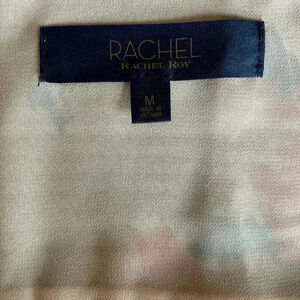 RACHEL
RACHEL ROY
M
MADE IN
VIETNAM